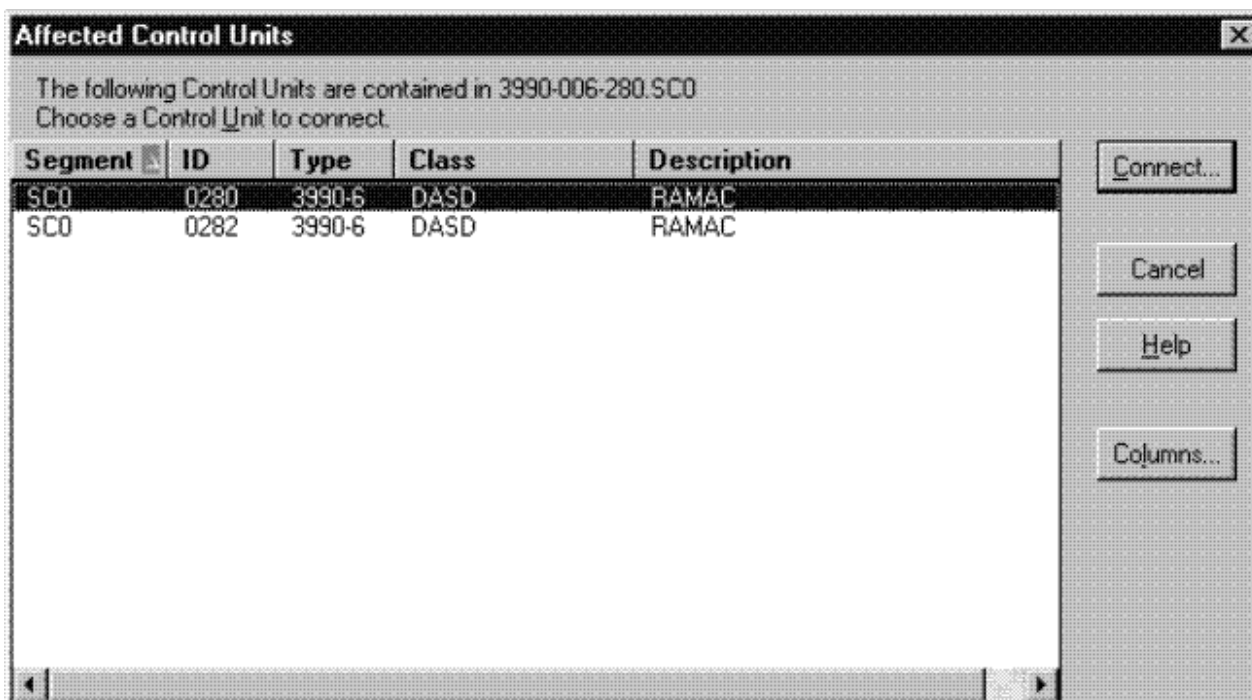 Affected Control Units
The following Control Units are contained in 3990-006-280.SC0
Choose a Control Unit to connect.
Segment ID Type Class Description
SC0 0280 3990-6 DASD RAMAC
SC0 0282 3990-6 DASD RAMAC
Connect...
Cancel
Help
Columns...